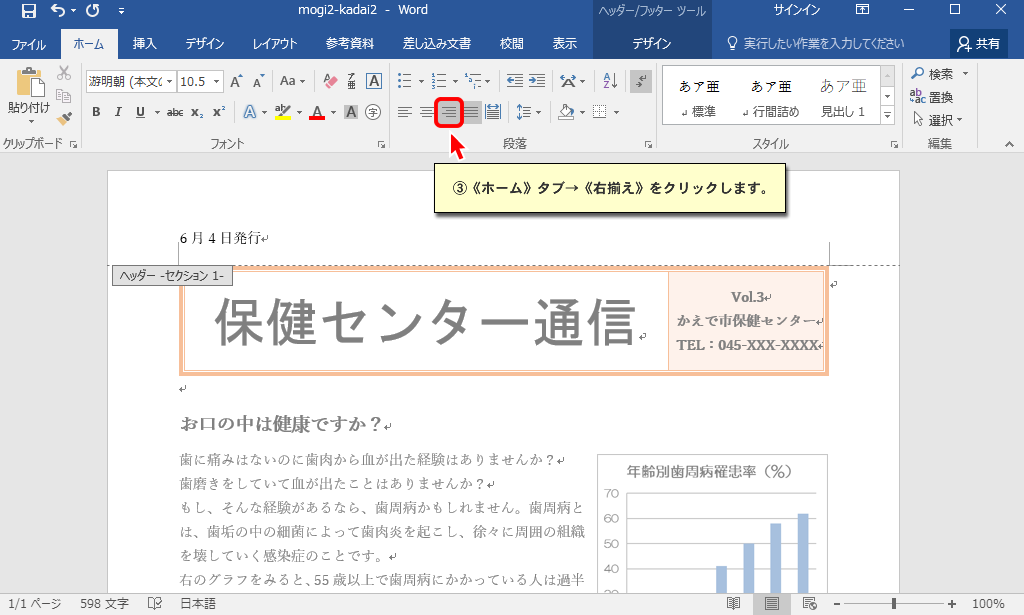 mogi2-kadai2 - Word
ヘッダー/フッター ツール
サインイン
ファイル ホーム 挿入 デザイン レイアウト 参考資料 差し込み文書 校閲 表示 デザイン 実行したい作業を入力してください 共有
貼り付け
クリップボード
游明朝 (本文の
10.5
Aa
B I U abc x₂ x²
フォント
段落
あア亜 あア亜 あア亜
標準 行間詰め 見出し 1
スタイル
検索
置換
選択
編集
③《ホーム》タブ→《右揃え》をクリックします。
6 月 4 日発行
ヘッダー -セクション 1-
保健センター通信
Vol.3
かえで市保健センター
TEL：045-XXX-XXXX
お口の中は健康ですか？
歯に痛みはないのに歯肉から血が出た経験はありませんか？
歯磨きをしていて血が出たことはありませんか？
もし、そんな経験があるなら、歯周病かもしれません。歯周病と
は、歯垢の中の細菌によって歯肉炎を起こし、徐々に周囲の組織
を壊していく感染症のことです。
右のグラフをみると、55 歳以上で歯周病にかかっている人は過半
年齢別歯周病罹患率（%）
70
60
50
40
1/1 ページ 598 文字 日本語
100%